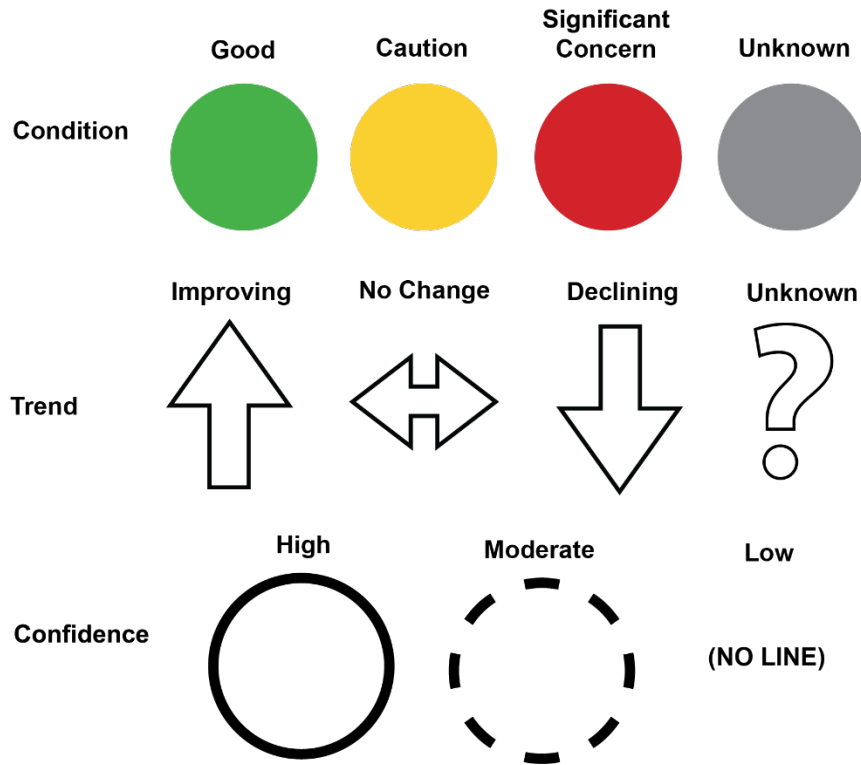 Good
Caution
Significant
Concern
Unknown
Condition
Improving
No Change
Declining
Unknown
Trend
High
Moderate
Low
Confidence
(NO LINE)